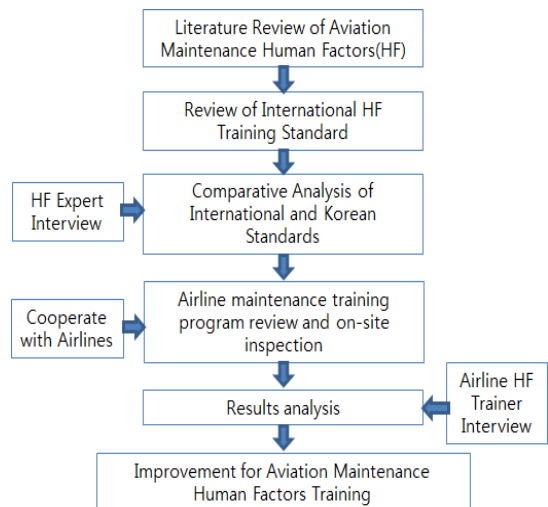 Literature Review of Aviation
Maintenance Human Factors(HF)
Review of International HF
Training Standard
HF Expert
Interview
Comparative Analysis of
International and Korean
Standards
Cooperate
with Airlines
Airline maintenance training
program review and on-site
inspection
Results analysis
Airline HF
Trainer
Interview
Improvement for Aviation Maintenance
Human Factors Training